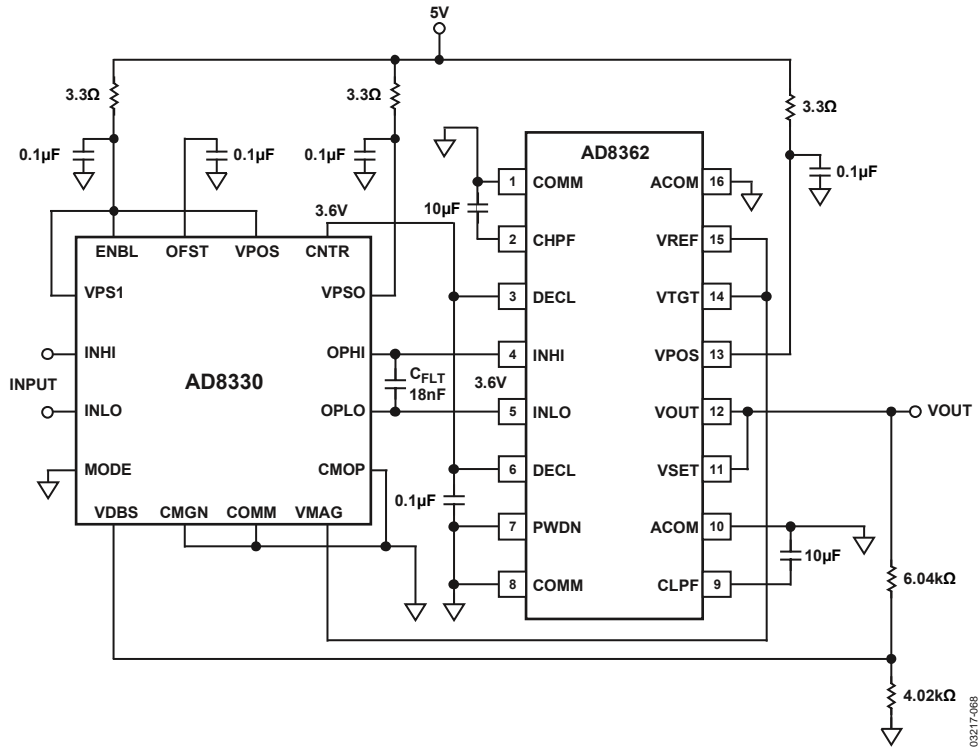 5V
3.3Ω
3.3Ω
3.3Ω
0.1µF
0.1µF
0.1µF
0.1µF
AD8362
1 COMM
ACOM 16
10µF
2 CHPF
VREF 15
3.6V
ENBL OFST VPOS CNTR
VPS1
VPSO
3 DECL
VTGT 14
INHI
OPHI
4 INHI
VPOS 13
INPUT
AD8330
CFLT
18nF
3.6V
INLO
OPLO
5 INLO
VOUT 12
VOUT
MODE
CMOP
6 DECL
VSET 11
VDBS CMGN COMM VMAG
0.1µF
7 PWDN
ACOM 10
10µF
8 COMM
CLPF 9
6.04kΩ
4.02kΩ
03217-068